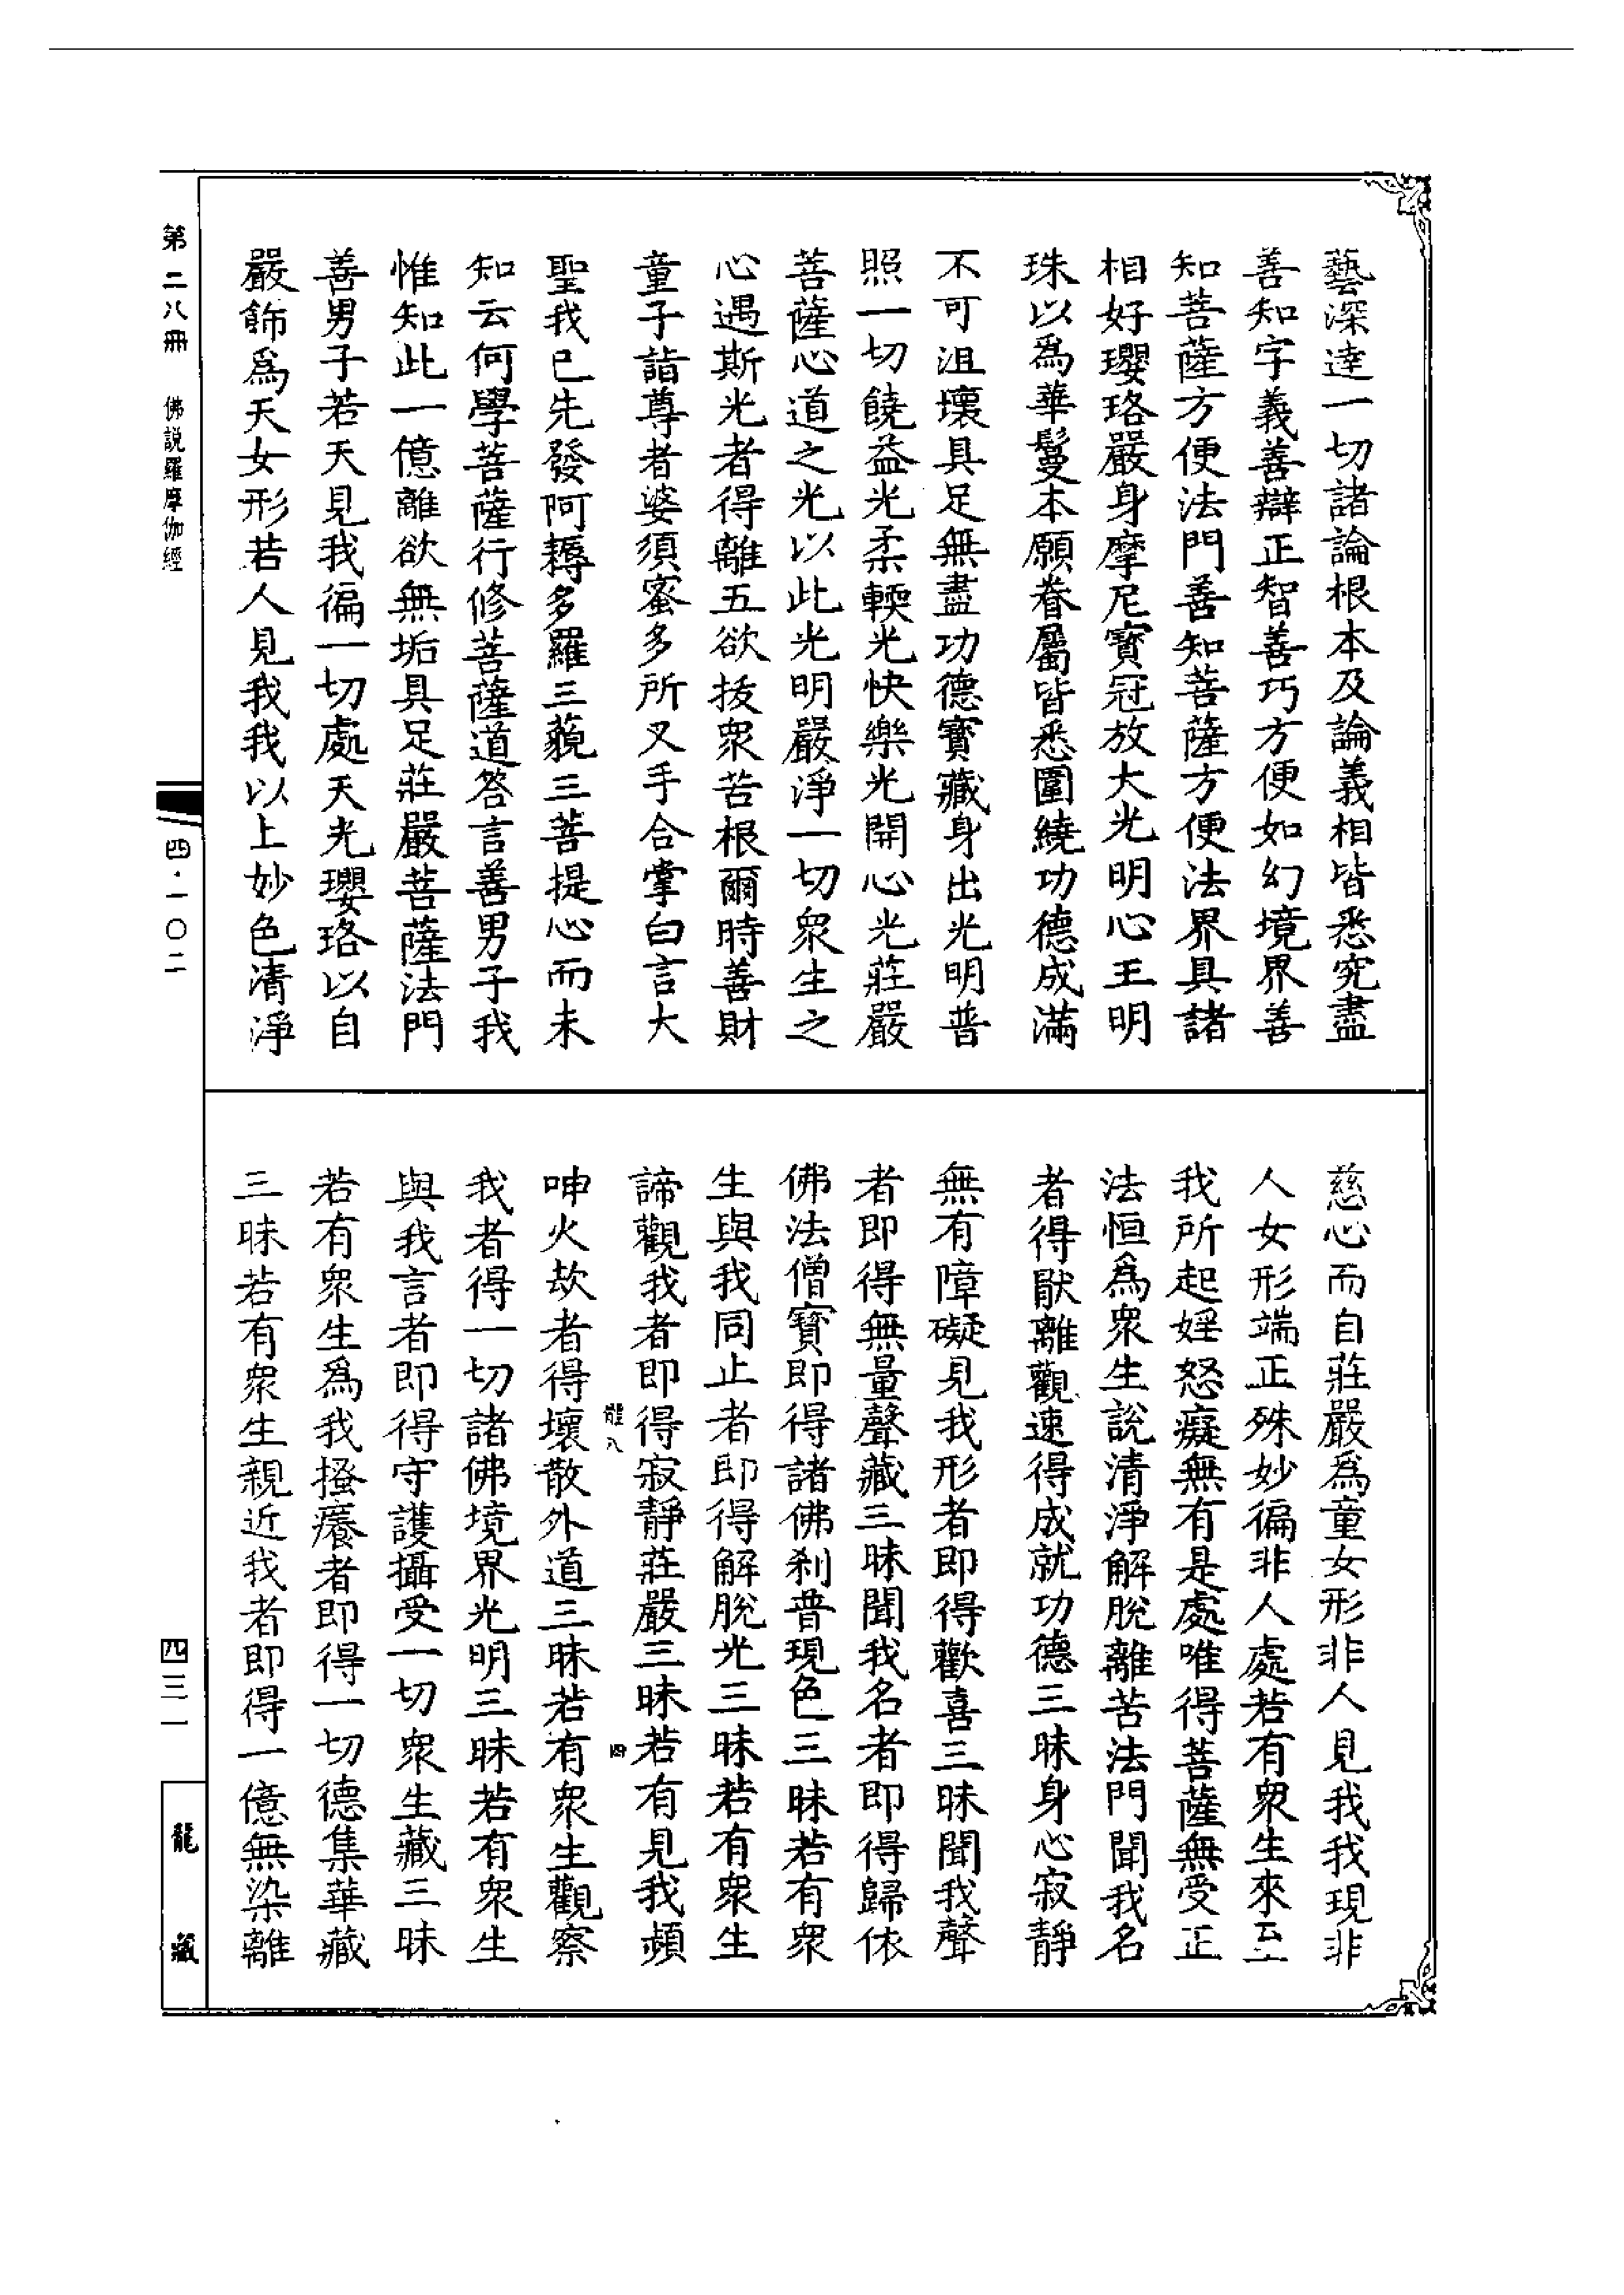 藝深達一切諸論根本及論義相皆悉究盡
善知字義善辯正智善巧方便如幻境界善
知菩薩方便法門善知菩薩方便法界具諸
相好瓔珞嚴身摩尼寶冠放大光明心王明
珠以爲華鬘本願眷屬皆悉圍繞功德成滿
不可沮壞具足無盡功德寶藏身出光明普
照一切饒益光柔輭光快樂光開心光莊嚴
菩薩心道之光以此光明嚴淨一切衆生之
心遇斯光者得離五欲拔衆苦根爾時善財
童子詣尊者婆須蜜多所叉手合掌白言大
聖我已先發阿耨多羅三藐三菩提心而未
知云何學菩薩行修菩薩道答言善男子我
惟知此一億離欲無垢具足莊嚴菩薩法門
善男子若天見我徧一切處天光瓔珞以自
嚴飾爲天女形若人見我我以上妙色清淨
慈心而自莊嚴爲童女形非人見我我現非
人女形端正殊妙徧非人處若有衆生來至
我所起婬怒癡無有是處唯得菩薩無受正
法恒爲衆生說清淨解脫離苦法門聞我名
者得猒離觀速得成就功德三昧身心寂靜
無有障礙見我形者即得歡喜三昧聞我聲
者即得無量聲藏三昧聞我名者即得歸依
佛法僧寶即得諸佛刹普現色三昧若有衆
生與我同止者即得解脫光三昧若有衆生
諦觀我者即得寂靜莊嚴三昧若有見我頻
呻火欬者得壞散外道三昧若有衆生觀察
我者得一切諸佛境界光明三昧若有衆生
與我言者即得守護攝受一切衆生藏三昧
若有衆生爲我搔癢者即得一切德集華藏
三昧若有衆生親近我者即得一億無染離
第二八冊 佛說羅摩伽經
四·一〇二
四三一
龍藏
八
四